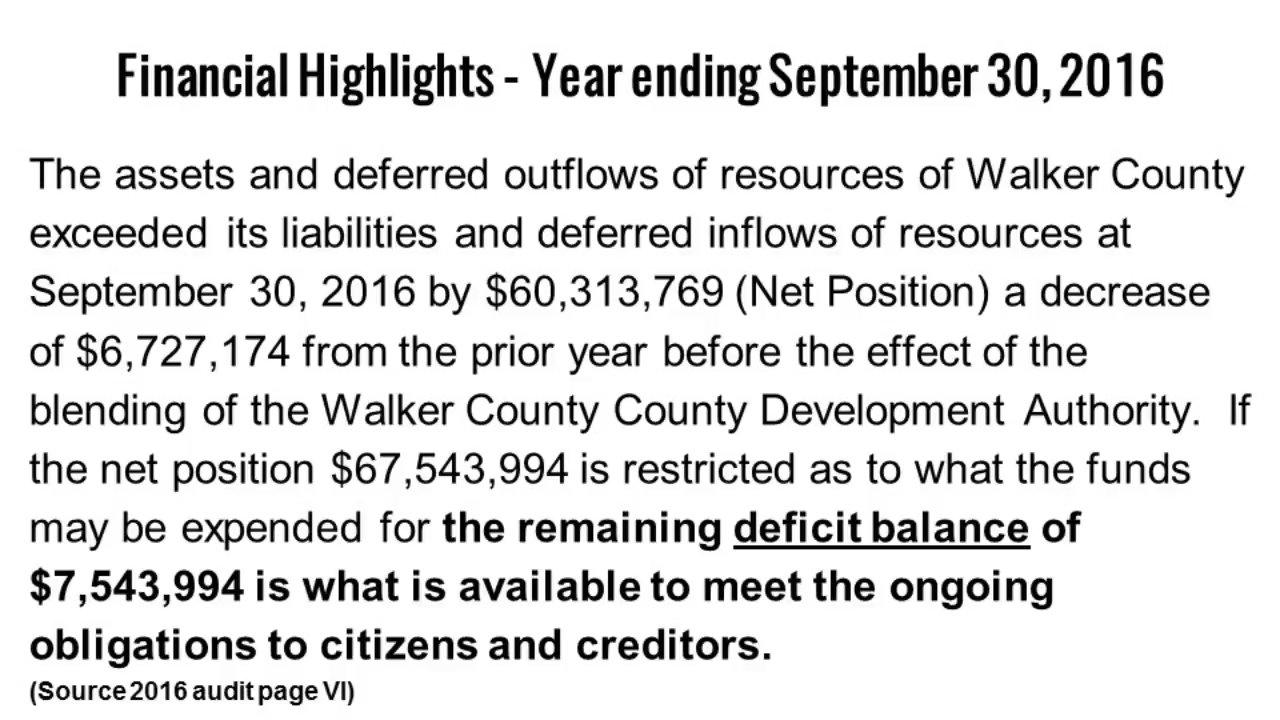 Financial Highlights - Year ending September 30, 2016
The assets and deferred outflows of resources of Walker County
exceeded its liabilities and deferred inflows of resources at
September 30, 2016 by $60,313,769 (Net Position) a decrease
of $6,727,174 from the prior year before the effect of the
blending of the Walker County County Development Authority. If
the net position $67,543,994 is restricted as to what the funds
may be expended for the remaining deficit balance of
$7,543,994 is what is available to meet the ongoing
obligations to citizens and creditors.
(Source 2016 audit page VI)